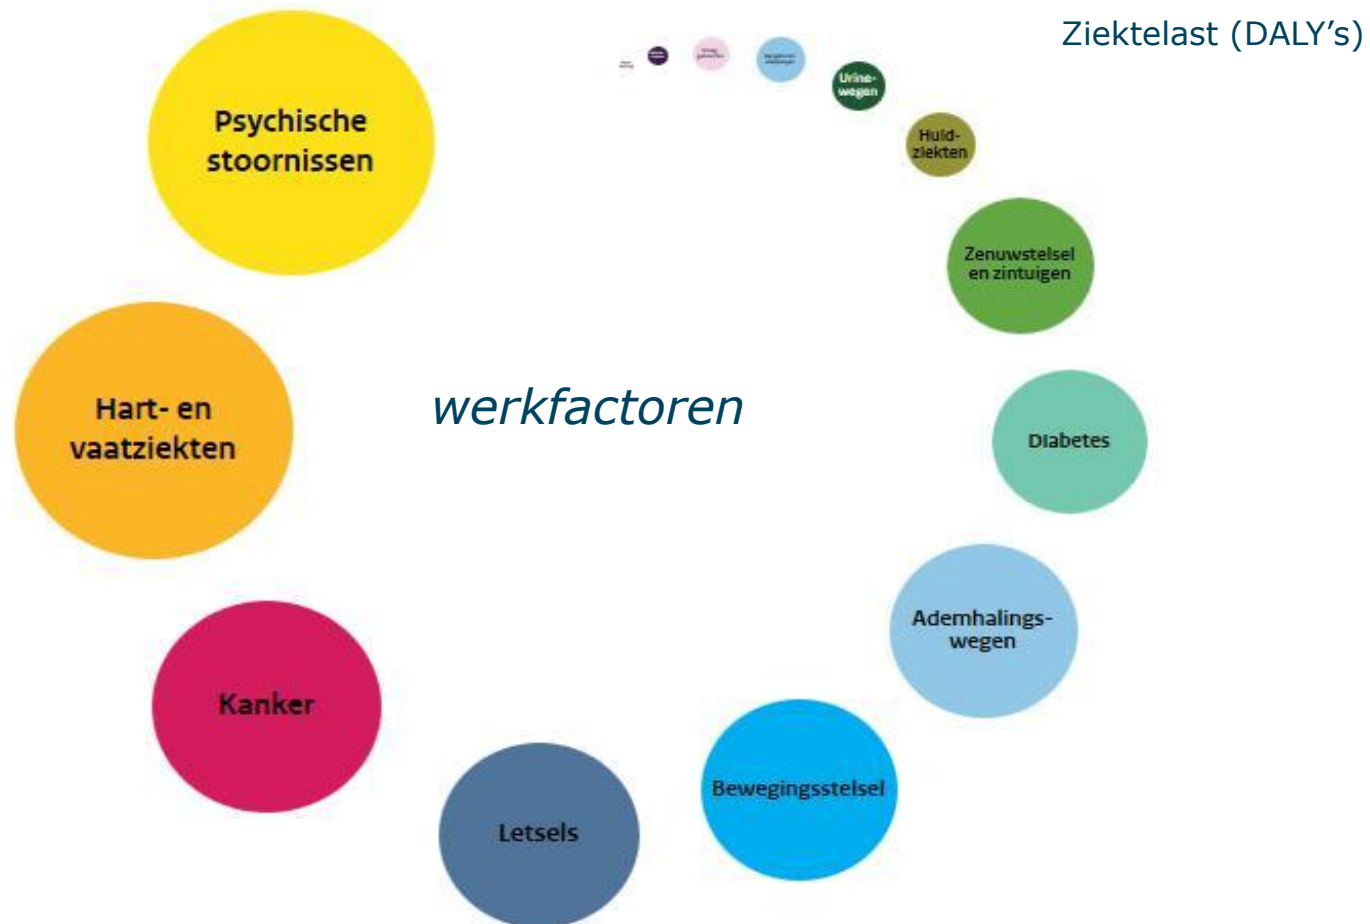 Ziektelast (DALY’s)
Urine-
wegen
Huid-
ziekten
Zenuwstelsel
en zintuigen
Diabetes
Ademhalings-
wegen
Bewegingsstelsel
Letsels
Kanker
Hart- en
vaatziekten
Psychische
stoornissen
werkfactoren